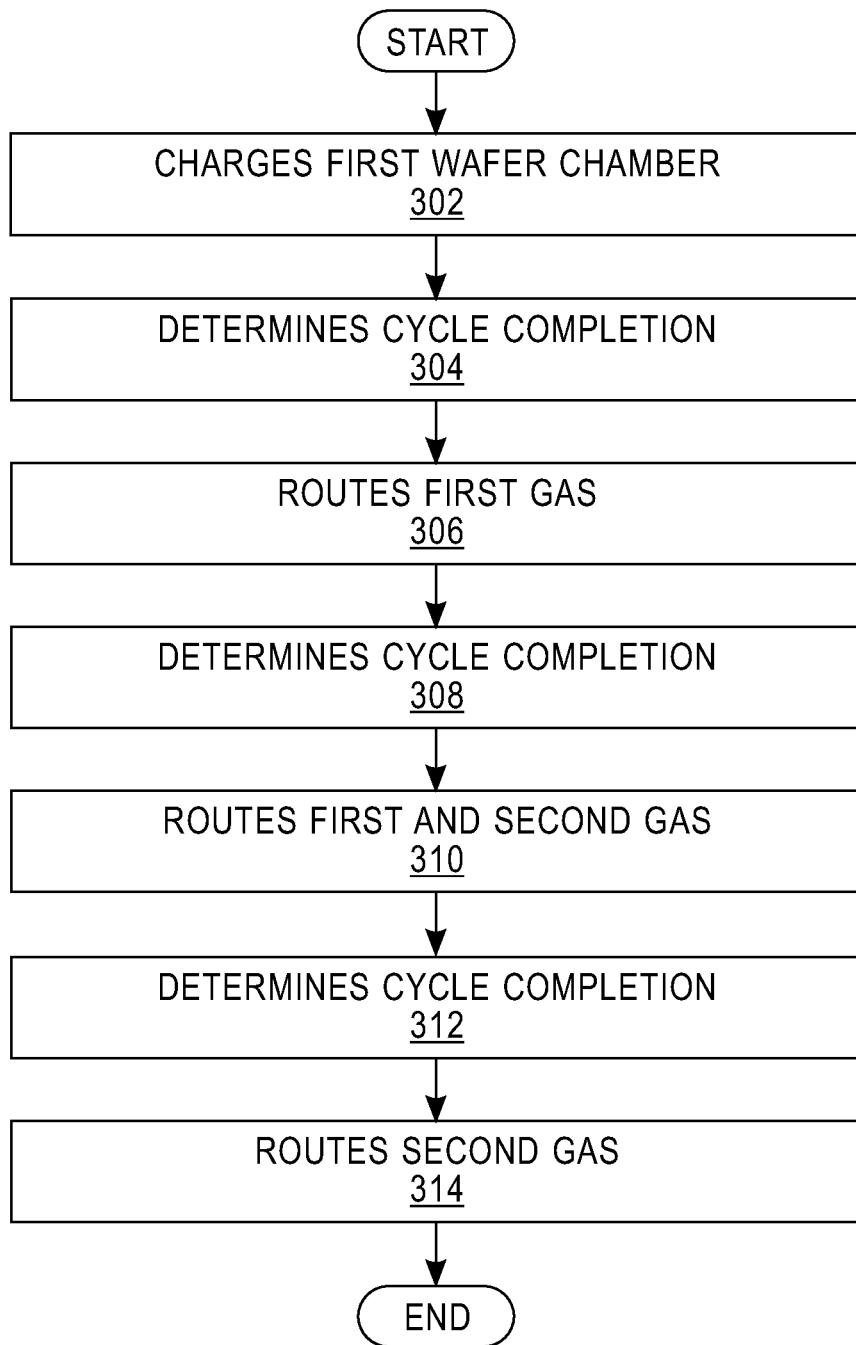 START
CHARGES FIRST WAFER CHAMBER
302
DETERMINES CYCLE COMPLETION
304
ROUTES FIRST GAS
306
DETERMINES CYCLE COMPLETION
308
ROUTES FIRST AND SECOND GAS
310
DETERMINES CYCLE COMPLETION
312
ROUTES SECOND GAS
314
END